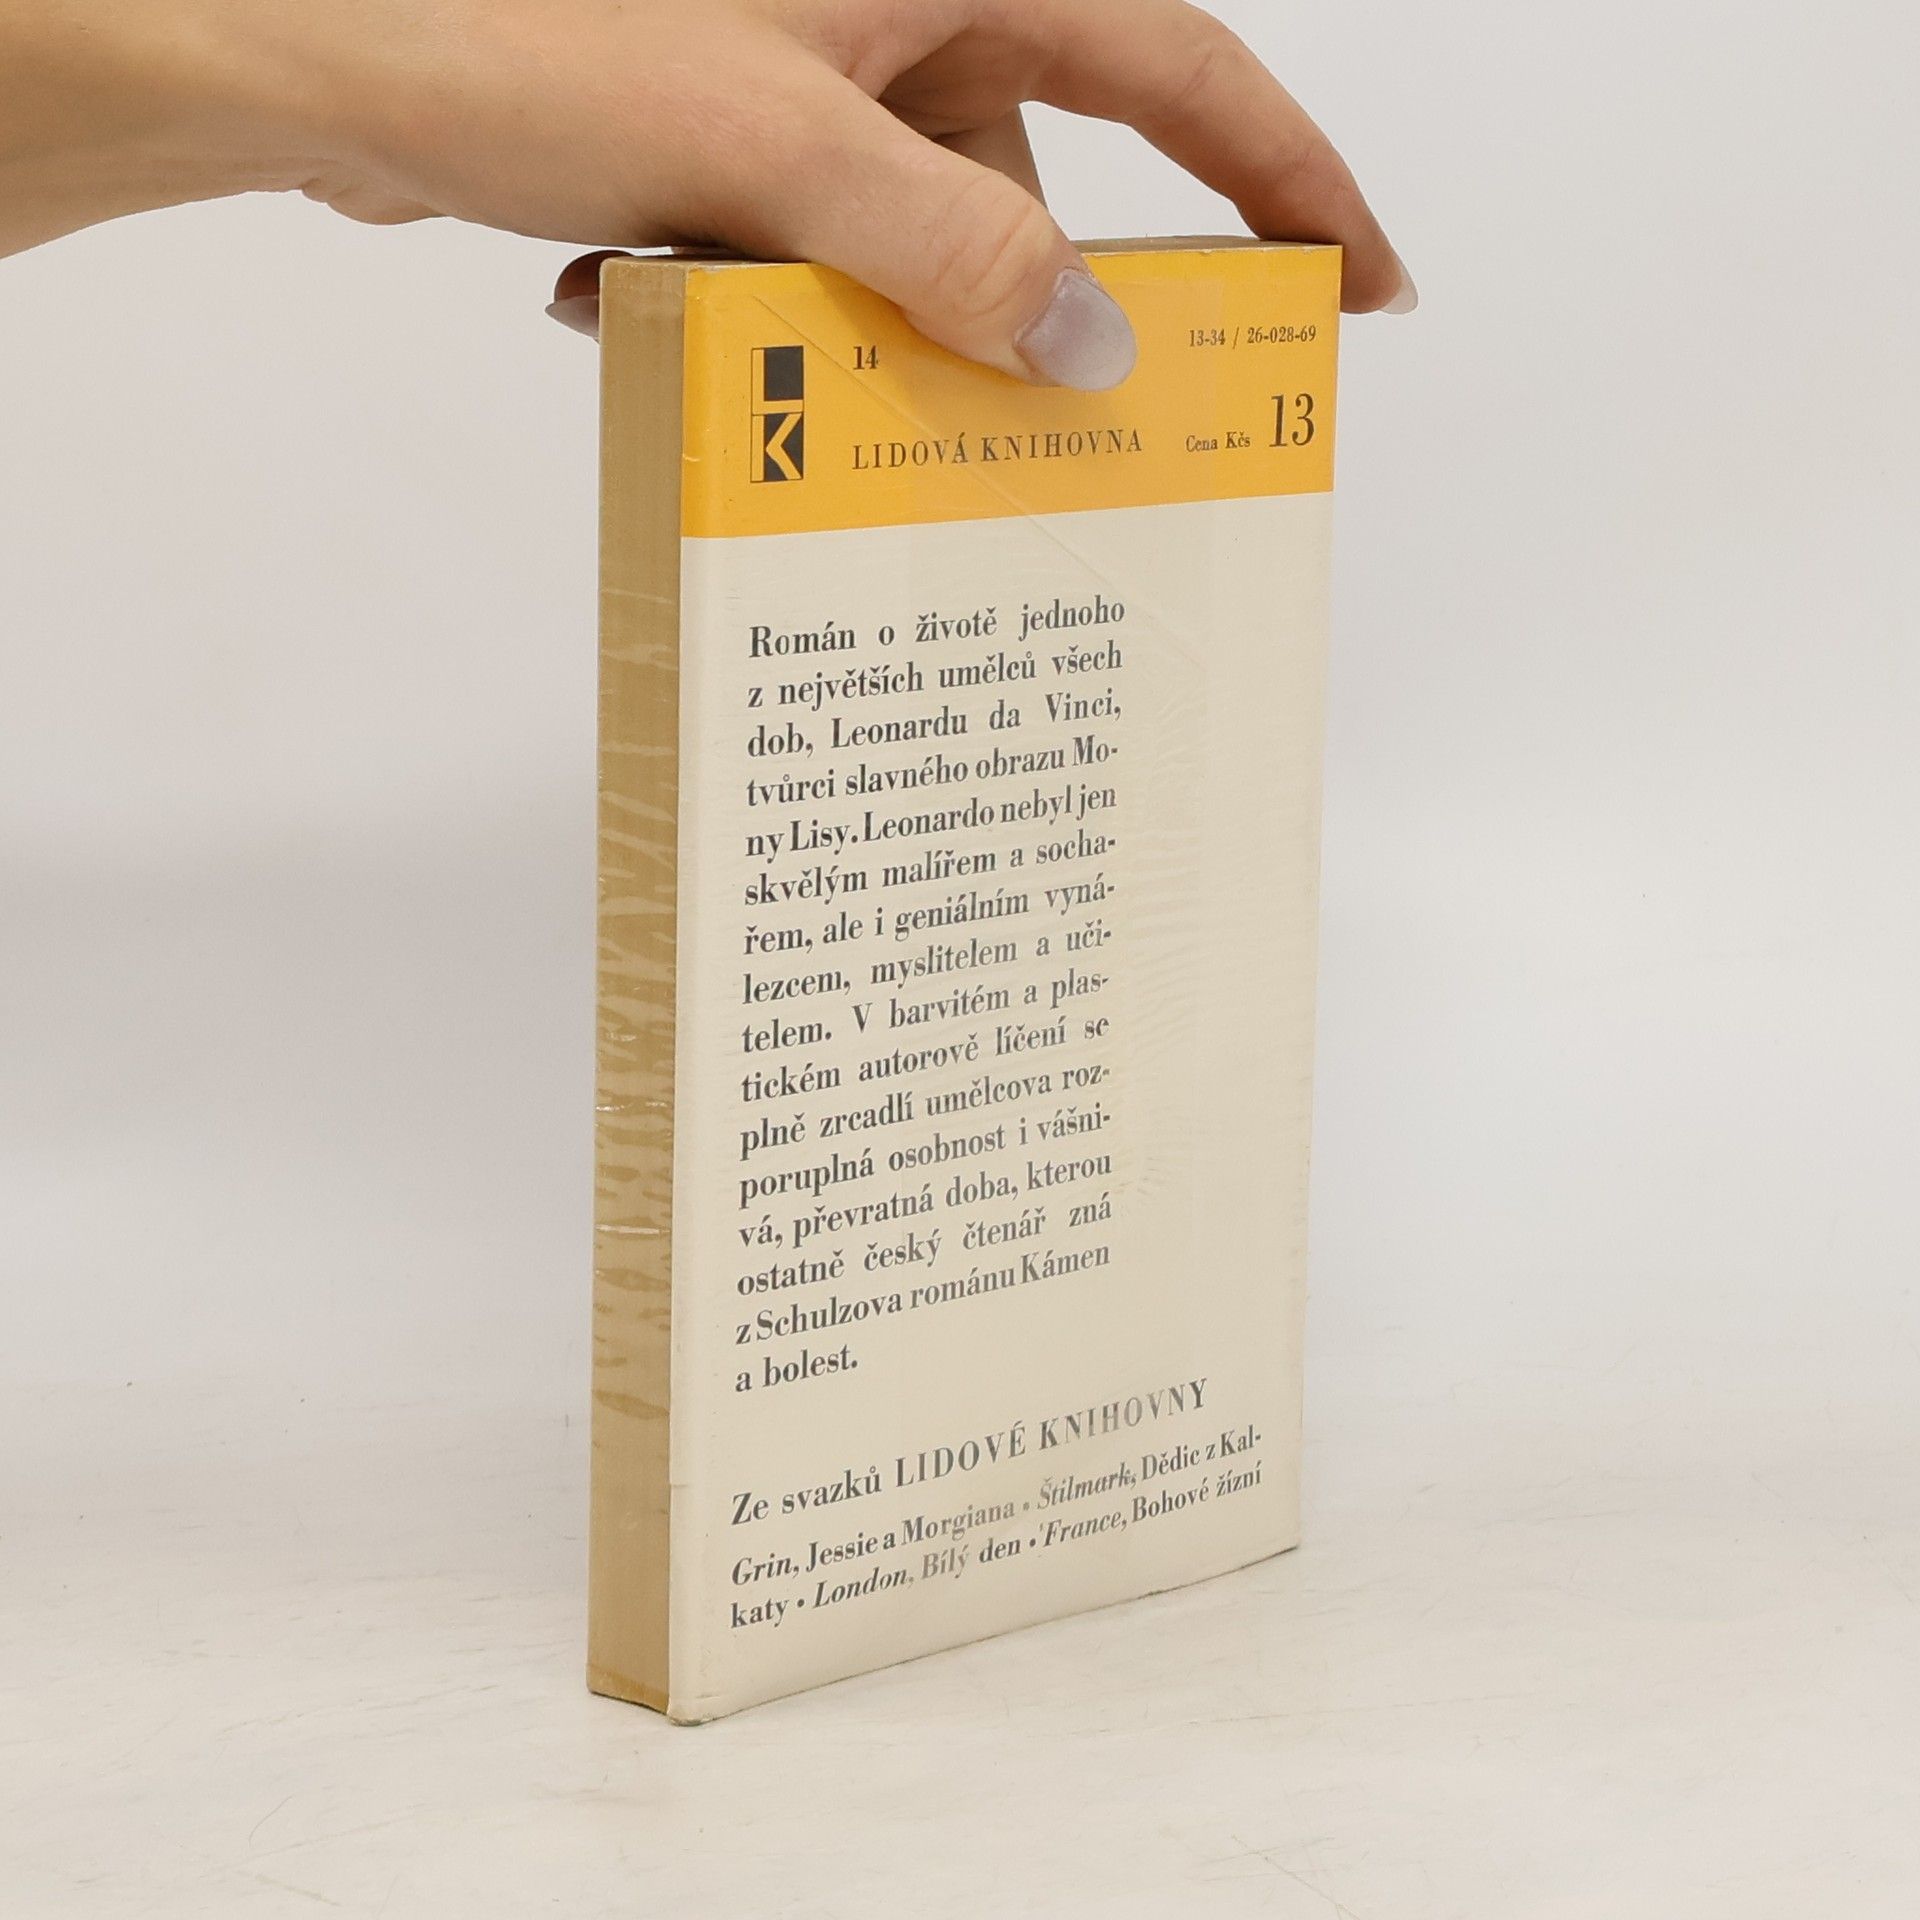 LK
14
13-34 / 26-028-69
LIDOVÁ KNIHOVNA
Cena Kčs 13
Román o životě jednoho
z největších umělců všech
dob, Leonardu da Vinci,
tvůrci slavného obrazu Mo-
ny Lisy. Leonardo nebyl jen
skvělým malířem a socha-
řem, ale i geniálním vyná-
lezcem, myslitelem a uči-
telem. V barvitém a plas-
tickém autorově líčení se
plně zrcadlí umělcova roz-
poruplná osobnost i vášni-
vá, převratná doba, kterou
ostatně český čtenář zná
z Schulzova románu Kámen
a bolest.
Ze svazků LIDOVÉ KNIHOVNY
Grin, Jessie a Morgiana • Štilmark, Dědic z Kal-
katy • London, Bílý den • France, Bohové žízní